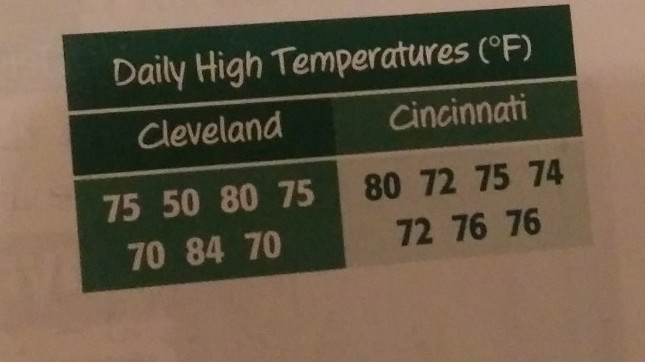 Daily High Temperatures (°F)
Cleveland
Cincinnati
75 50 80 75
70 84 70
80 72 75 74
72 76 76